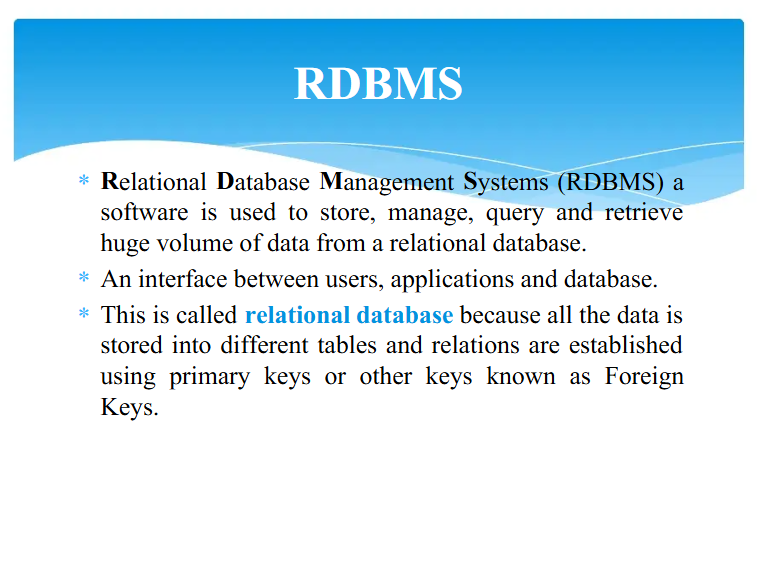 RDBMS
* Relational Database Management Systems (RDBMS) a
software is used to store, manage, query and retrieve
huge volume of data from a relational database.
* An interface between users, applications and database.
* This is called relational database because all the data is
stored into different tables and relations are established
using primary keys or other keys known as Foreign
Keys.